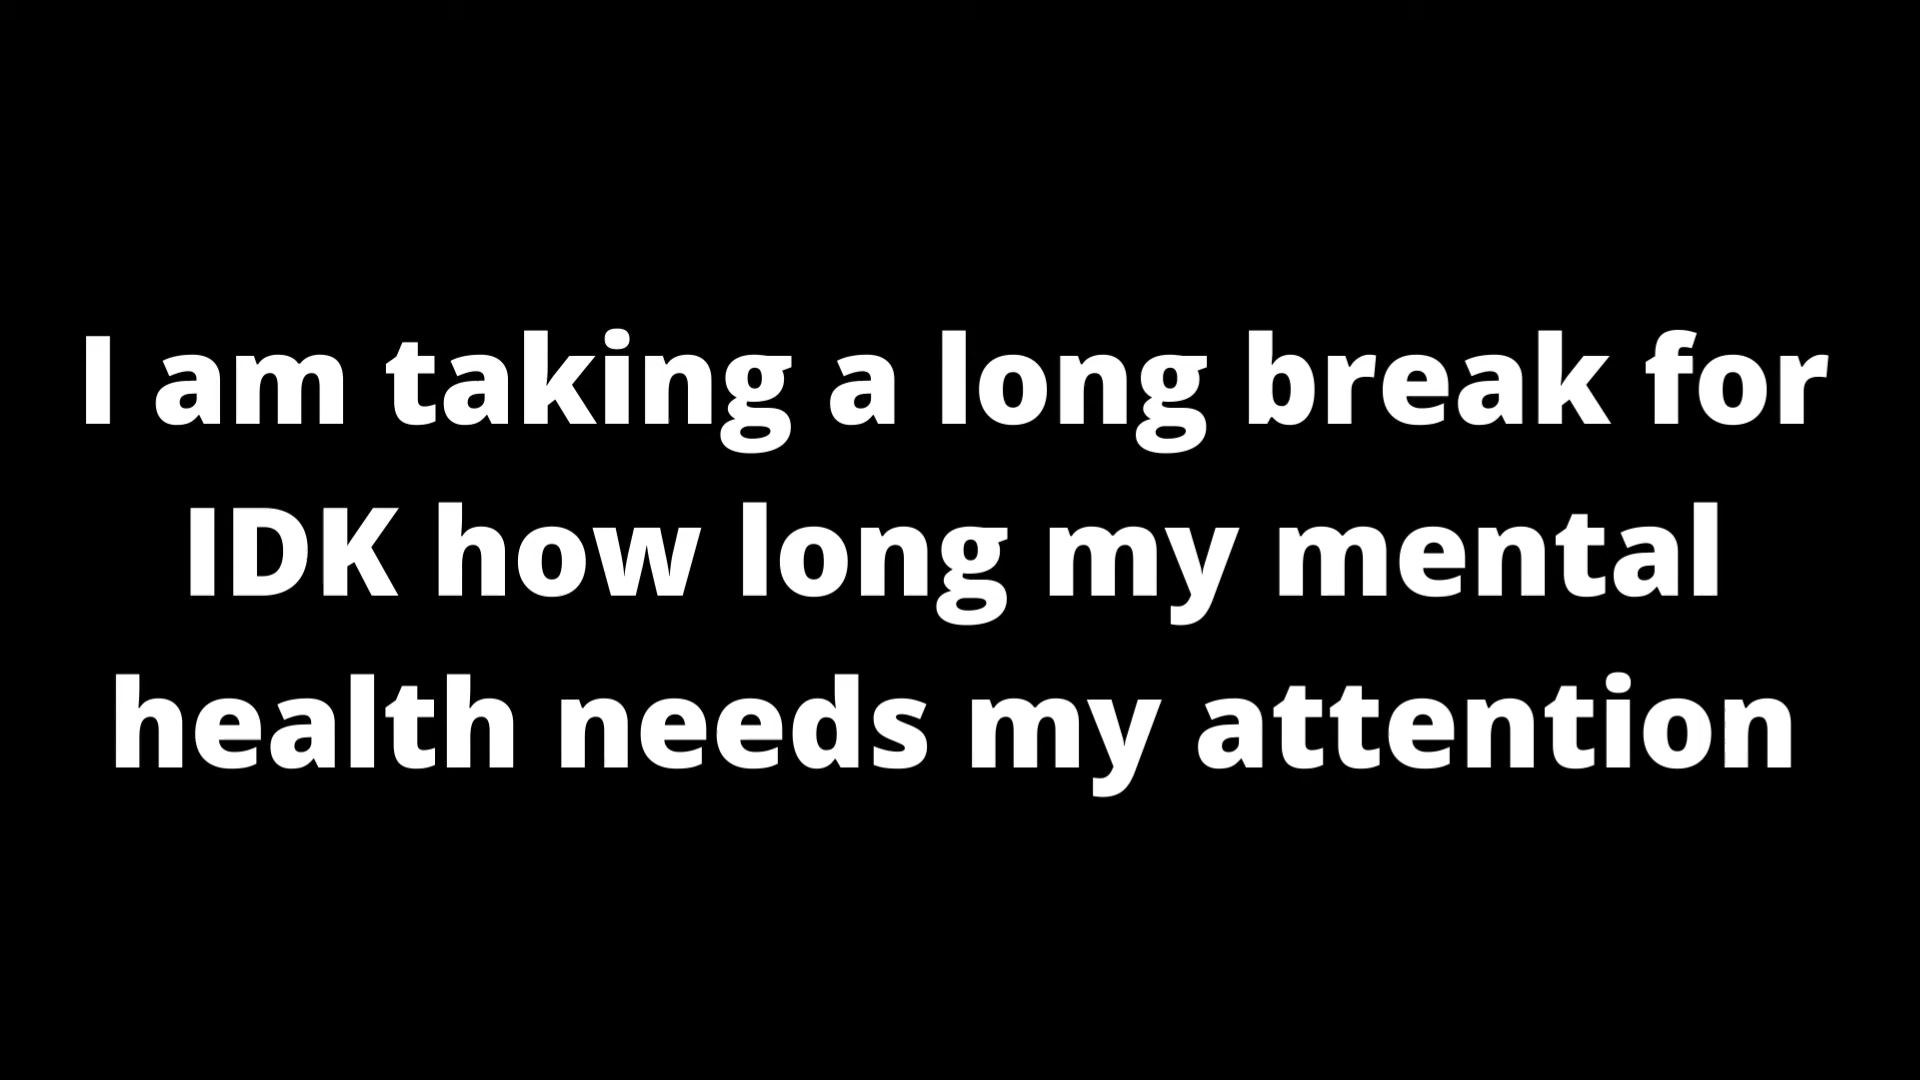 I am taking a long break for
IDK how long my mental
health needs my attention